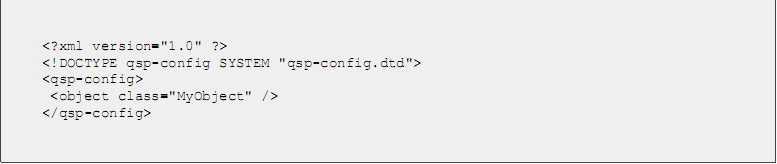 <?xml version="1.0" ?>
<!DOCTYPE qsp-config SYSTEM "qsp-config.dtd">
<qsp-config>
 <object class="MyObject" />
</qsp-config>